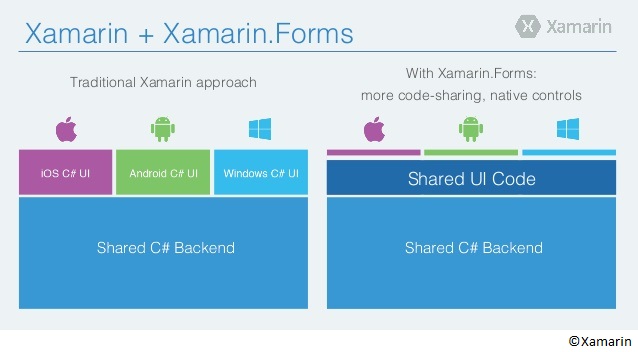 Xamarin + Xamarin.Forms
Xamarin
Traditional Xamarin approach
iOS C# UI
Android C# UI
Windows C# UI
Shared C# Backend
With Xamarin.Forms:
more code-sharing, native controls
Shared UI Code
Shared C# Backend
©Xamarin